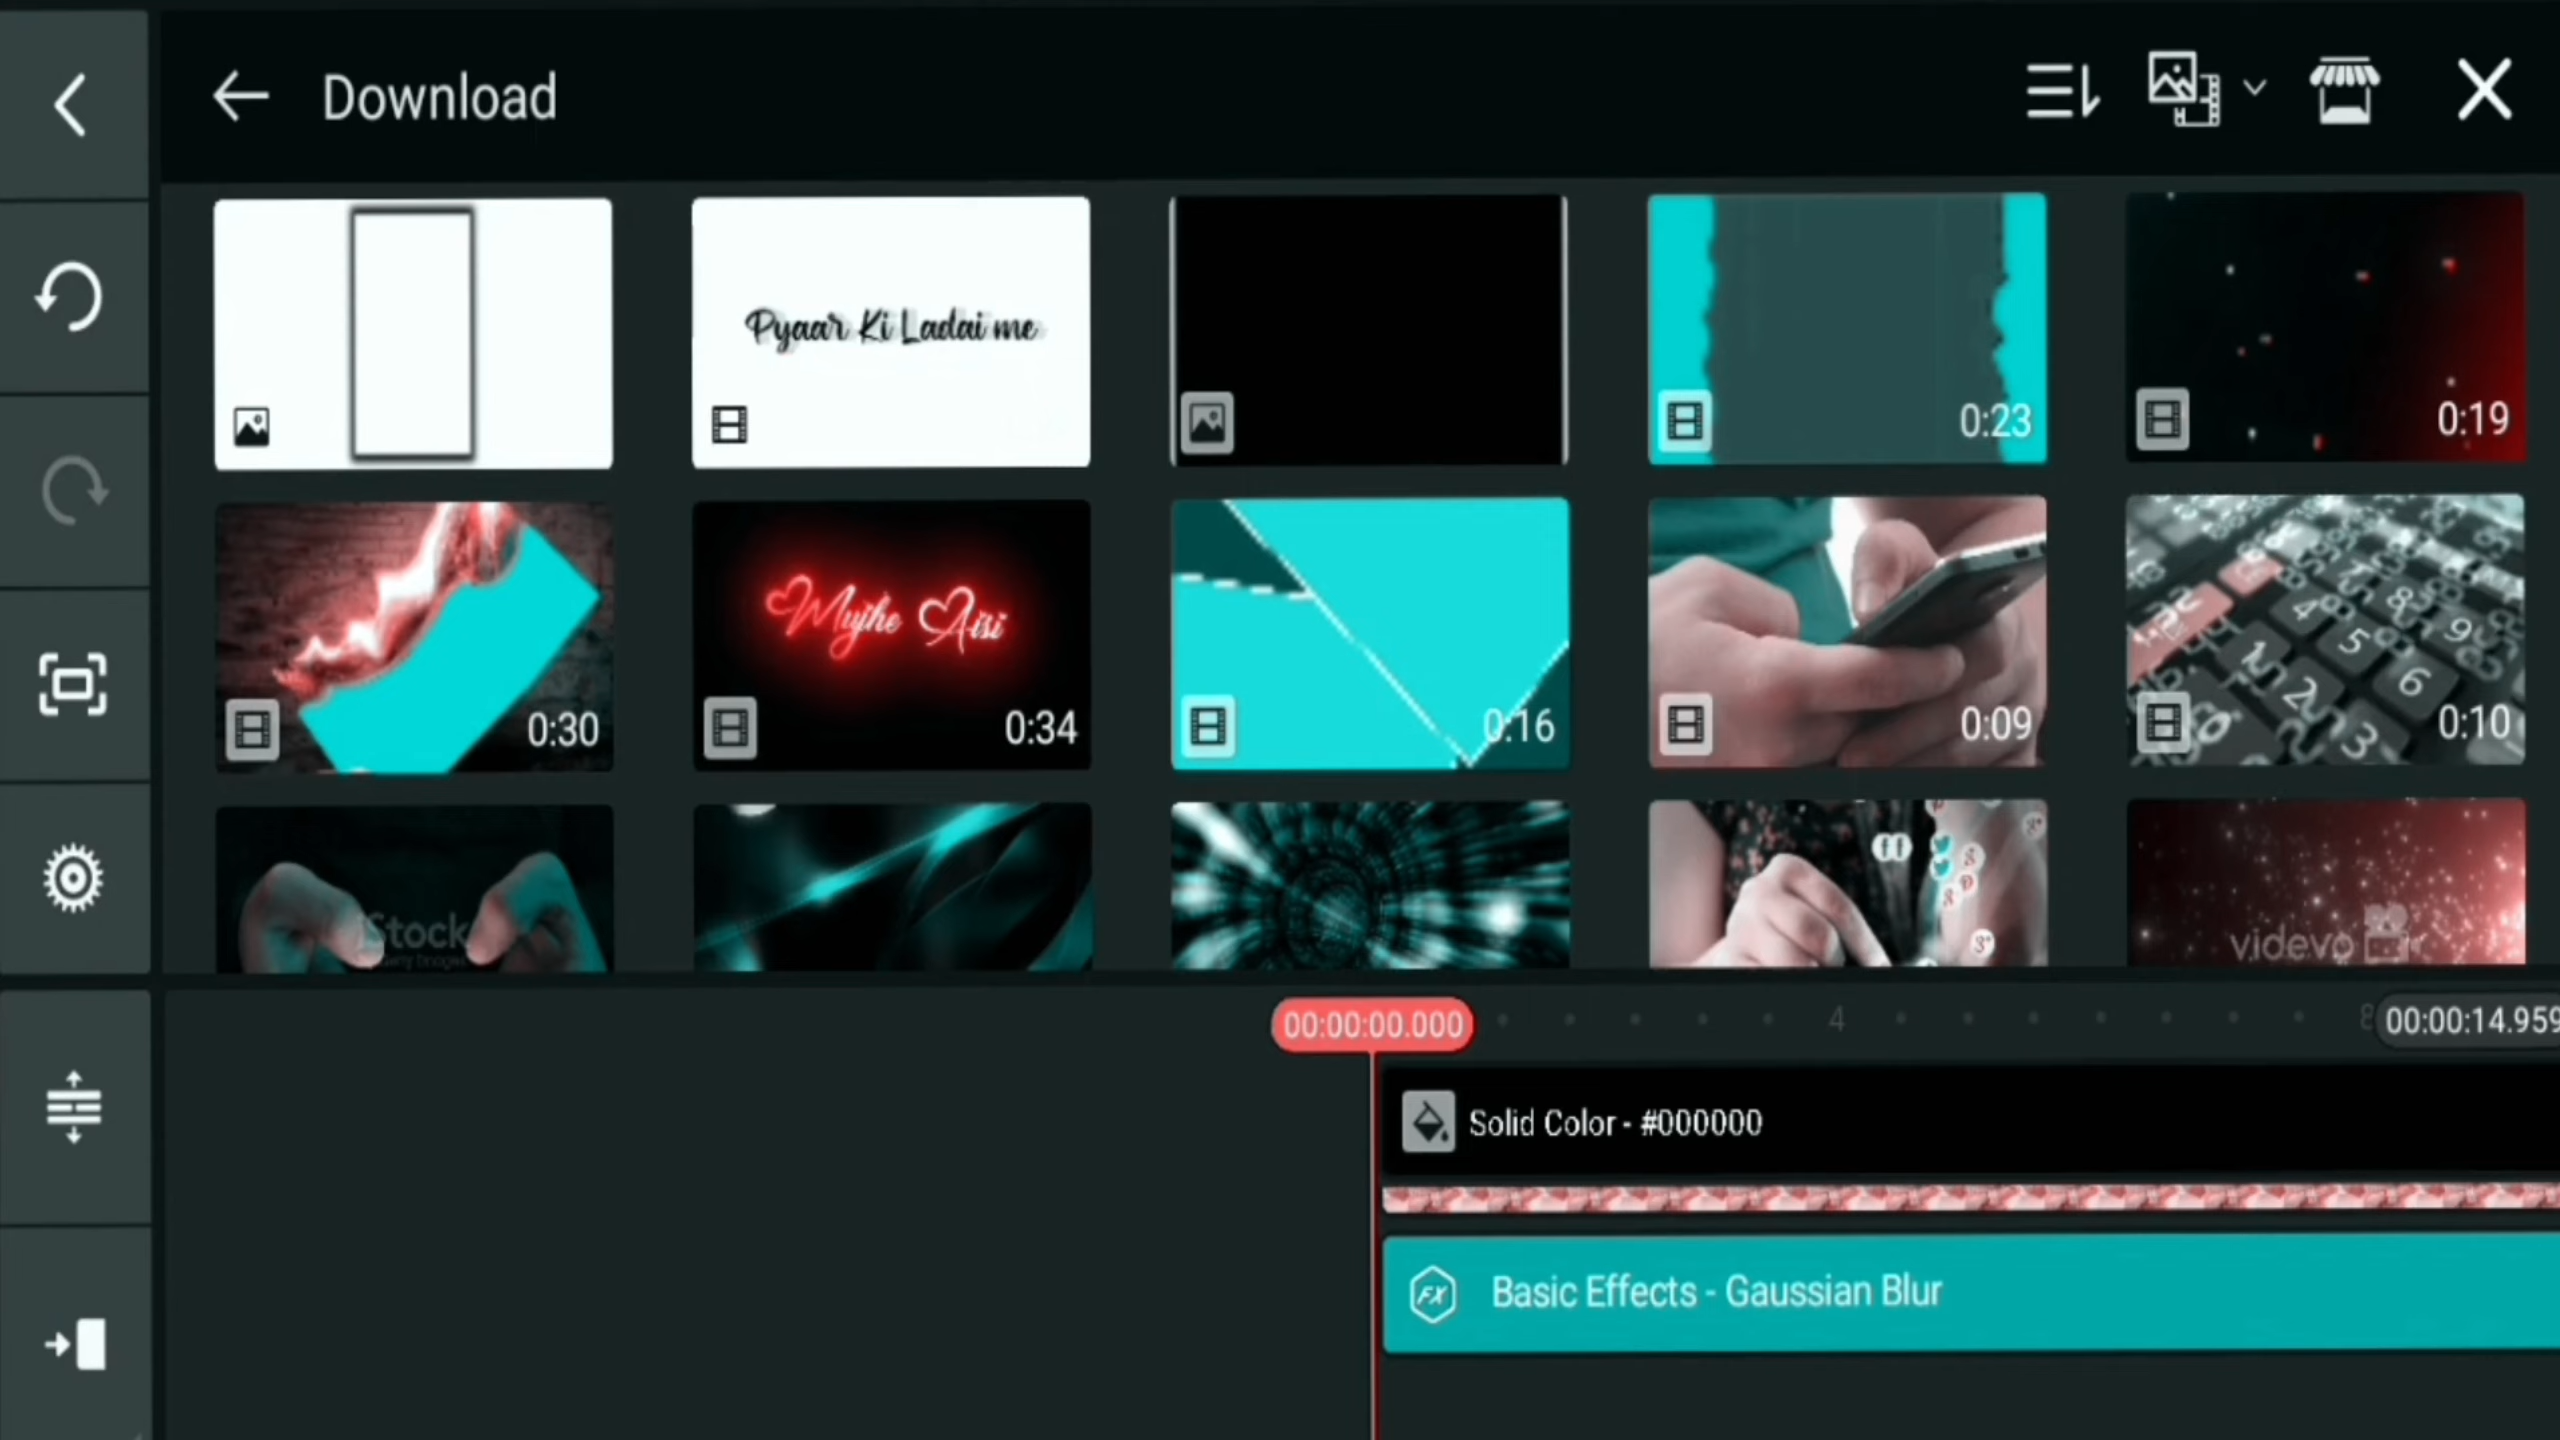 Download
Pyaar Ki Ladai me
0:23
0:19
0:30
Mujhe Aisi
0:34
0:16
0:09
0:10
iStock
videvo
00:00:00.000
4
8
00:00:14.959
Solid Color - #000000
FX
Basic Effects - Gaussian Blur